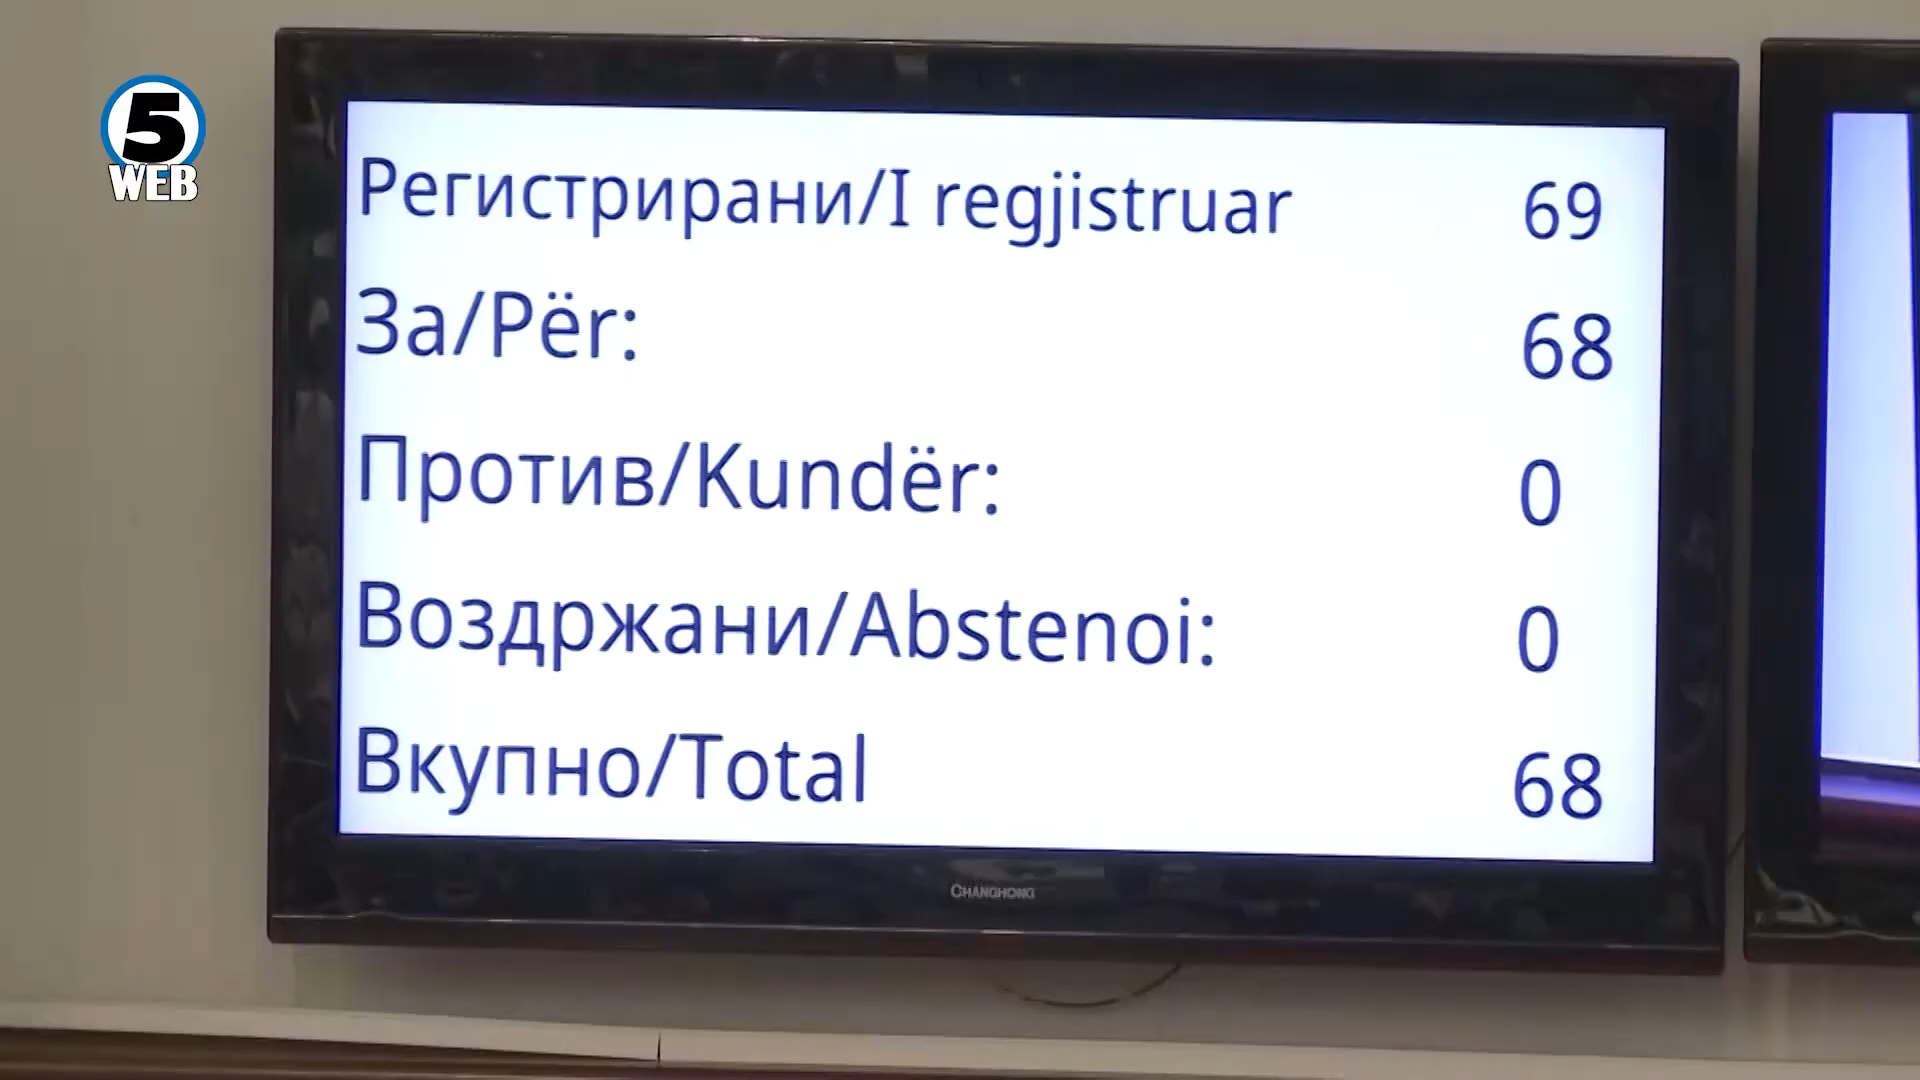 5
WEB
Регистрирани/I regjistruar 69
За/Për: 68
Против/Kundër: 0
Воздржани/Abstenoi: 0
Вкупно/Total 68
CHANGHONG